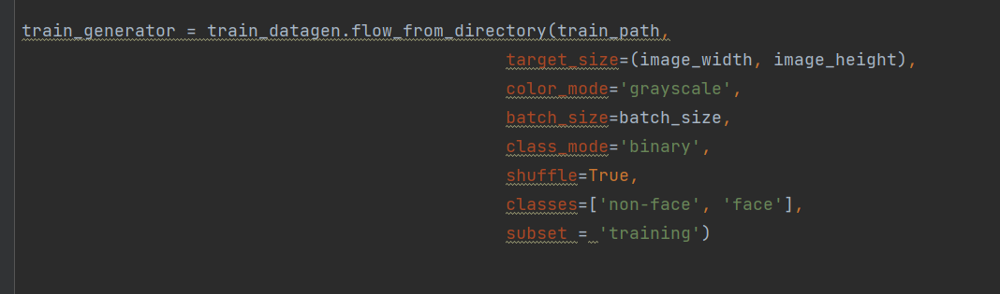 train_generator = train_datagen.flow_from_directory(train_path,
target_size=(image_width, image_height),
color_mode='grayscale',
batch_size=batch_size,
class_mode='binary',
shuffle=True,
classes=['non-face', 'face'],
subset = 'training')